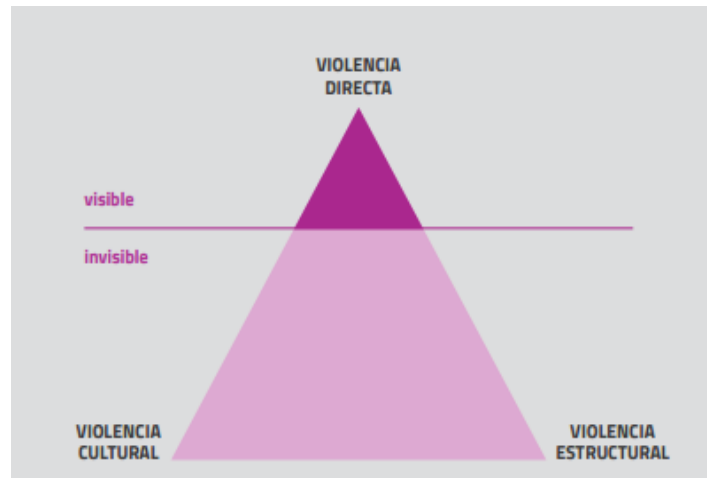 VIOLENCIA
DIRECTA
visible
invisible
VIOLENCIA
CULTURAL
VIOLENCIA
ESTRUCTURAL